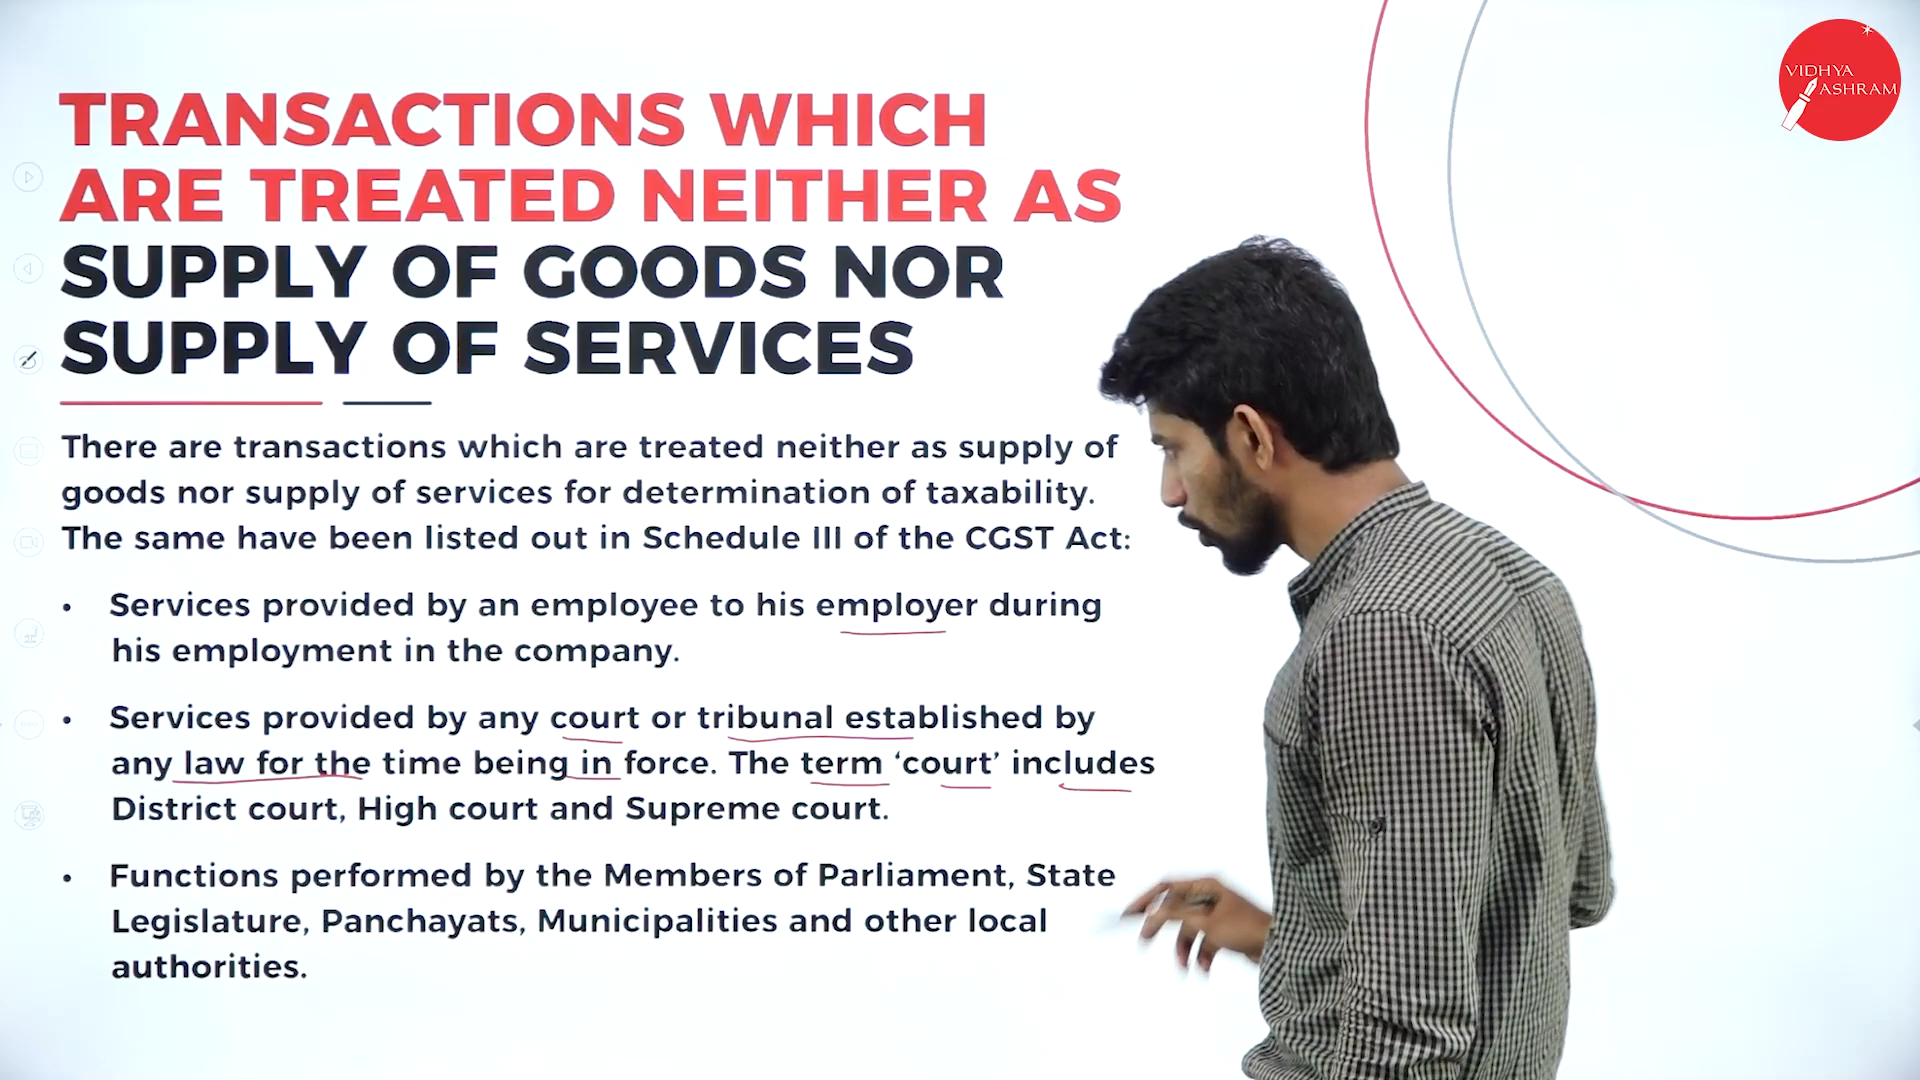 VIDHYA
ASHRAM
TRANSACTIONS WHICH
ARE TREATED NEITHER AS
SUPPLY OF GOODS NOR
SUPPLY OF SERVICES
There are transactions which are treated neither as supply of
goods nor supply of services for determination of taxability.
The same have been listed out in Schedule III of the CGST Act:
• Services provided by an employee to his employer during
his employment in the company.
• Services provided by any court or tribunal established by
any law for the time being in force. The term ‘court’ includes
District court, High court and Supreme court.
• Functions performed by the Members of Parliament, State
Legislature, Panchayats, Municipalities and other local
authorities.